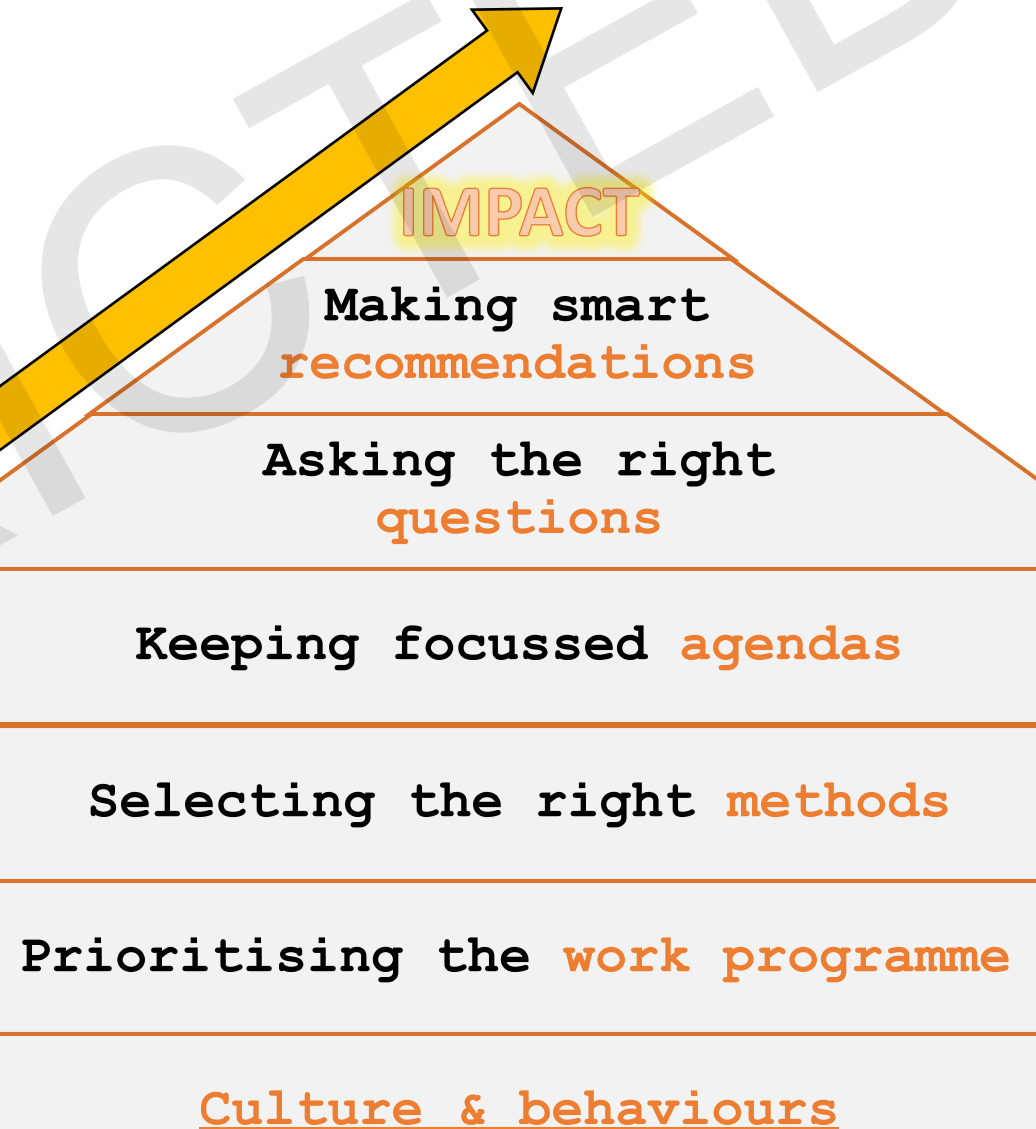 IMPACT
Making smart
recommendations
Asking the right
questions
Keeping focussed agendas
Selecting the right methods
Prioritising the work programme
Culture & behaviours